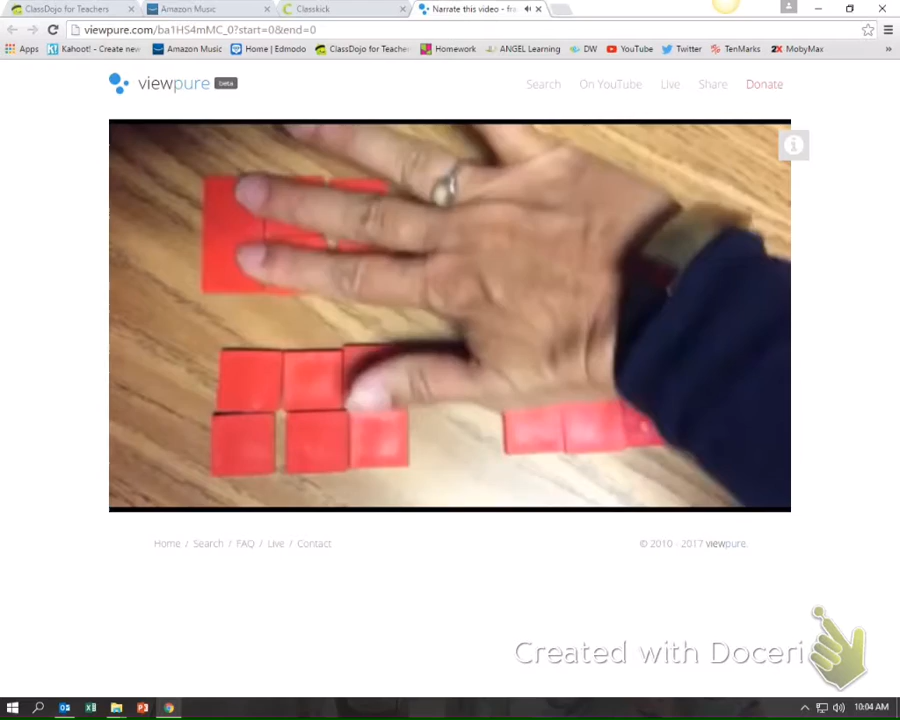 ClassDojo for Teachers
Amazon Music
Classkick
Narrate this video - fra
viewpure.com/ba1HS4mMC_0?start=0&end=0
Apps
Kahoot! - Create new
Amazon Music
Home | Edmodo
ClassDojo for Teache
Homework
ANGEL Learning
DW
YouTube
Twitter
TenMarks
MobyMax
»
viewpure beta
Search
On YouTube
Live
Share
Donate
Home / Search / FAQ / Live / Contact
© 2010 - 2017 viewpure.
Created with Doceri
10:04 AM